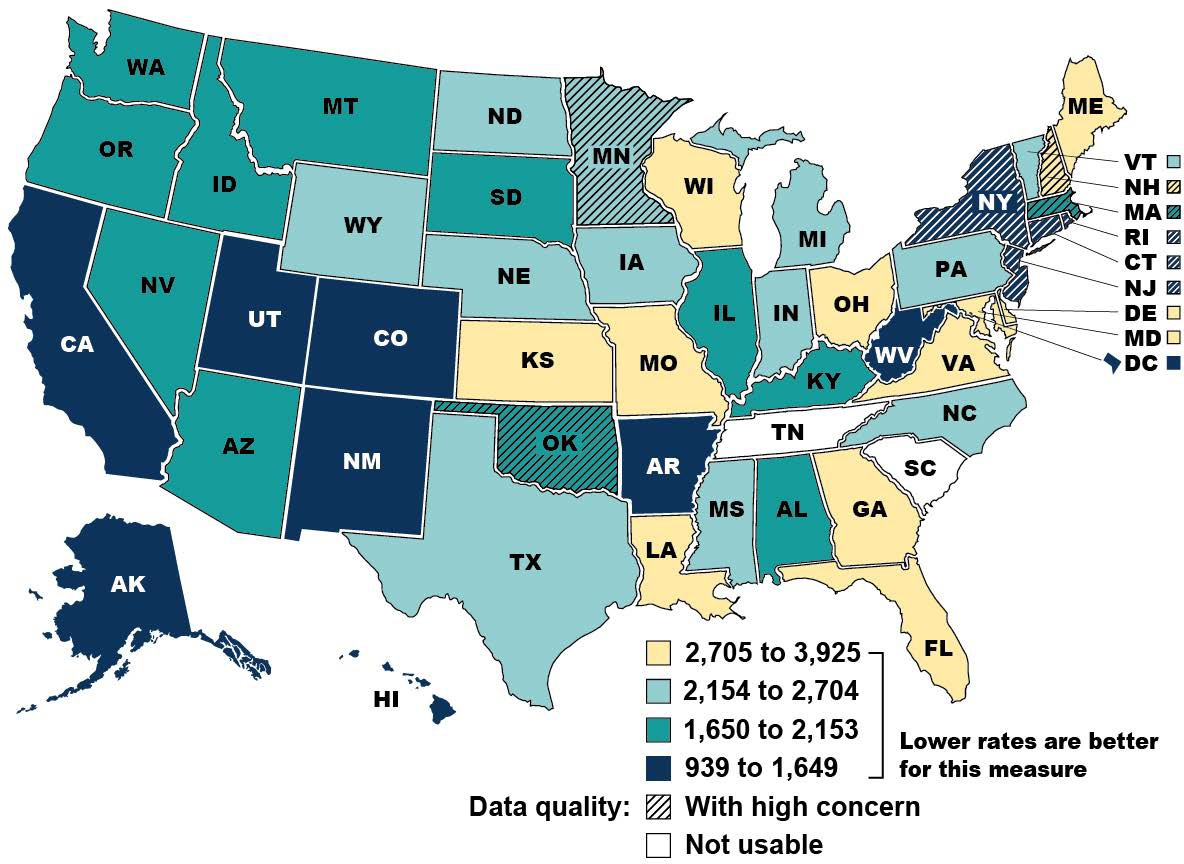 WA
MT
ND
MN
ME
OR
ID
SD
WI
VT
NH
WY
NY
MA
MI
RI
NV
NE
IA
PA
CT
NJ
UT
IL
IN
OH
DE
CA
CO
KS
MO
WV
VA
MD
DC
KY
AZ
NM
OK
TN
NC
AR
SC
MS
AL
GA
TX
LA
AK
FL
HI
2,705 to 3,925
2,154 to 2,704
1,650 to 2,153
939 to 1,649
Lower rates are better
for this measure
Data quality: With high concern
Not usable